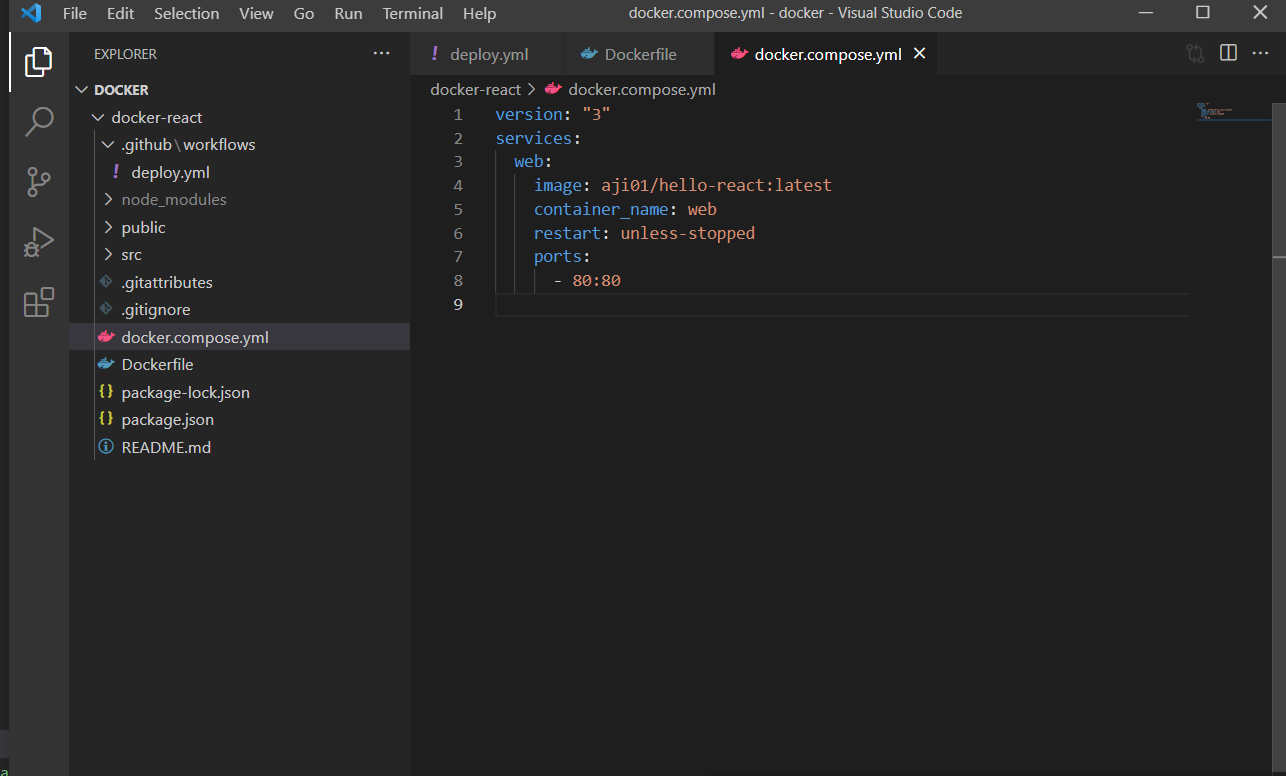 File Edit Selection View Go Run Terminal Help docker.compose.yml - docker - Visual Studio Code
EXPLORER
DOCKER
docker-react
.github\workflows
! deploy.yml
node_modules
public
src
.gitattributes
.gitignore
docker.compose.yml
Dockerfile
{} package-lock.json
{} package.json
README.md
! deploy.yml Dockerfile docker.compose.yml
docker-react > docker.compose.yml
1 version: "3"
2 services:
3 web:
4 image: aji01/hello-react:latest
5 container_name: web
6 restart: unless-stopped
7 ports:
8 - 80:80
9